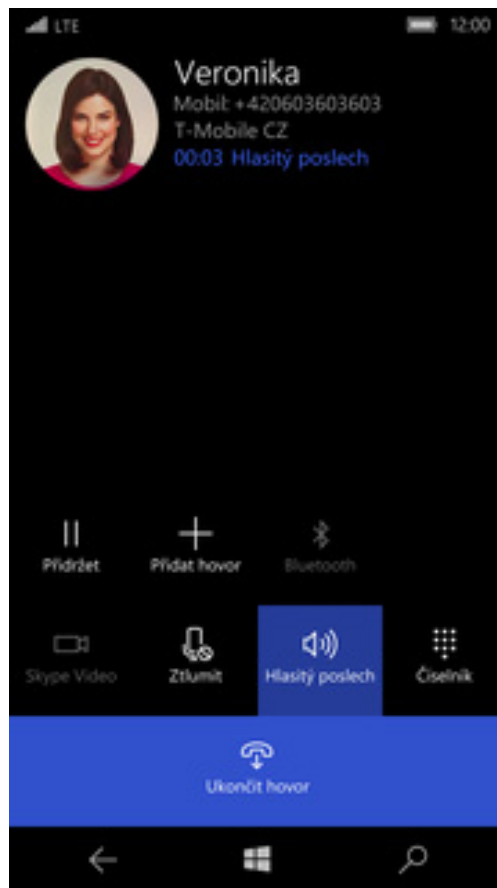 LTE 12:00
Veronika
Mobil: +420603603603
T-Mobile CZ
00:03 Hlasitý poslech
Přidržet Přidat hovor Bluetooth
Skype Video Ztlumit Hlasitý poslech Číselník
Ukončit hovor